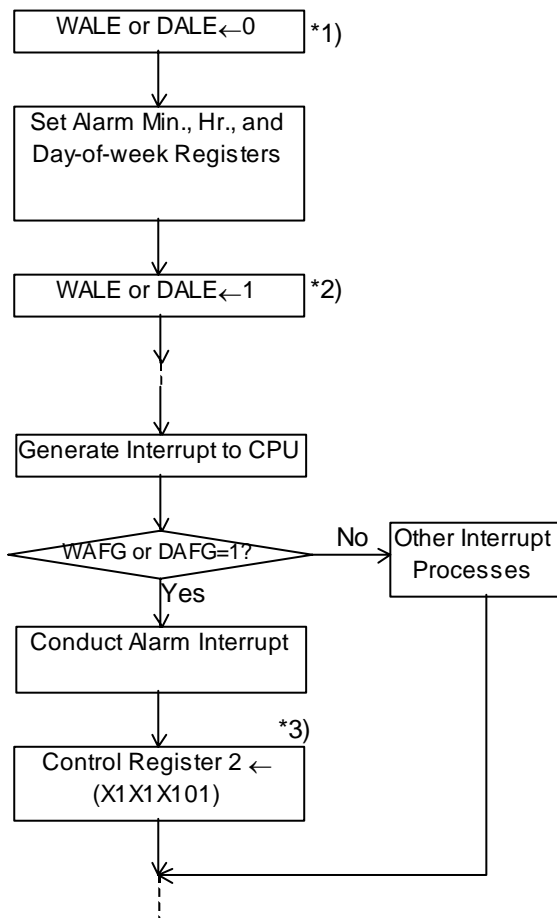 WALE or DALE←0
*1)
Set Alarm Min., Hr., and
Day-of-week Registers
WALE or DALE←1
*2)
Generate Interrupt to CPU
WAFG or DAFG=1?
No
Other Interrupt
Processes
Yes
Conduct Alarm Interrupt
*3)
Control Register 2 ←
(X1X1X101)